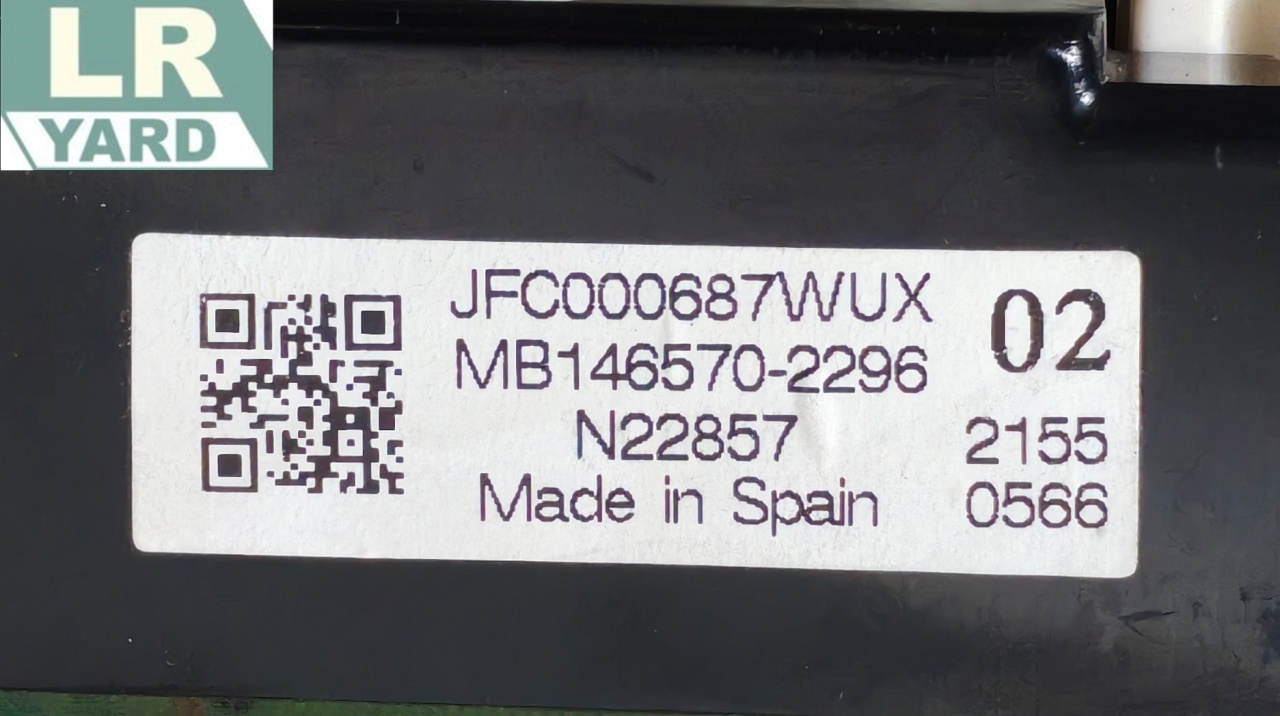 LR
YARD
JFC000687WUX
02
MB146570-2296
N22857
2155
Made in Spain
0566